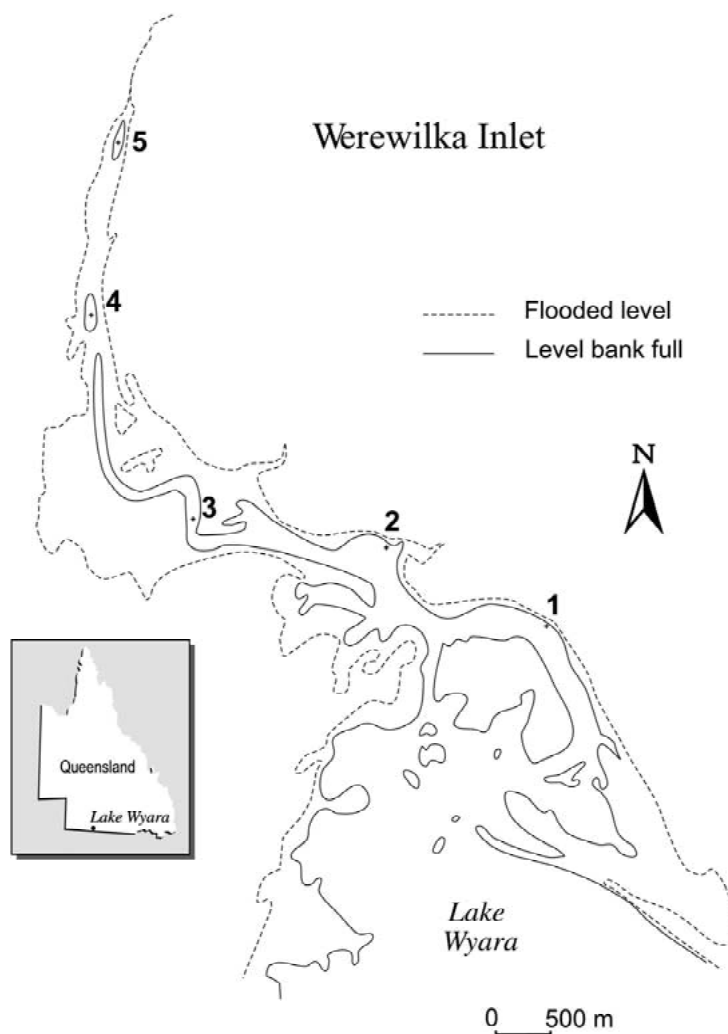 Werewilka Inlet
5
4
Flooded level
Level bank full
N
3
2
1
Queensland
Lake Wyara
Lake
Wyara
0 500 m